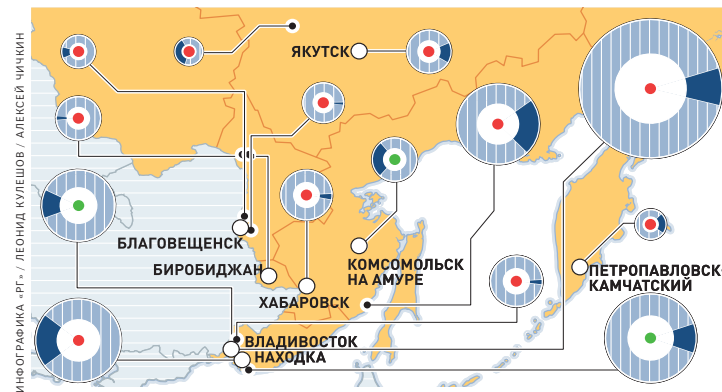 ИНФОГРАФИКА «РГ» / ЛЕОНИД КУЛЕШОВ / АЛЕКСЕЙ ЧИЧКИН
ЯКУТСК
БЛАГОВЕЩЕНСК
БИРОБИДЖАН
ХАБАРОВСК
КОМСОМОЛЬСК
НА АМУРЕ
ПЕТРОПАВЛОВСК
КАМЧАТСКИЙ
ВЛАДИВОСТОК
НАХОДКА